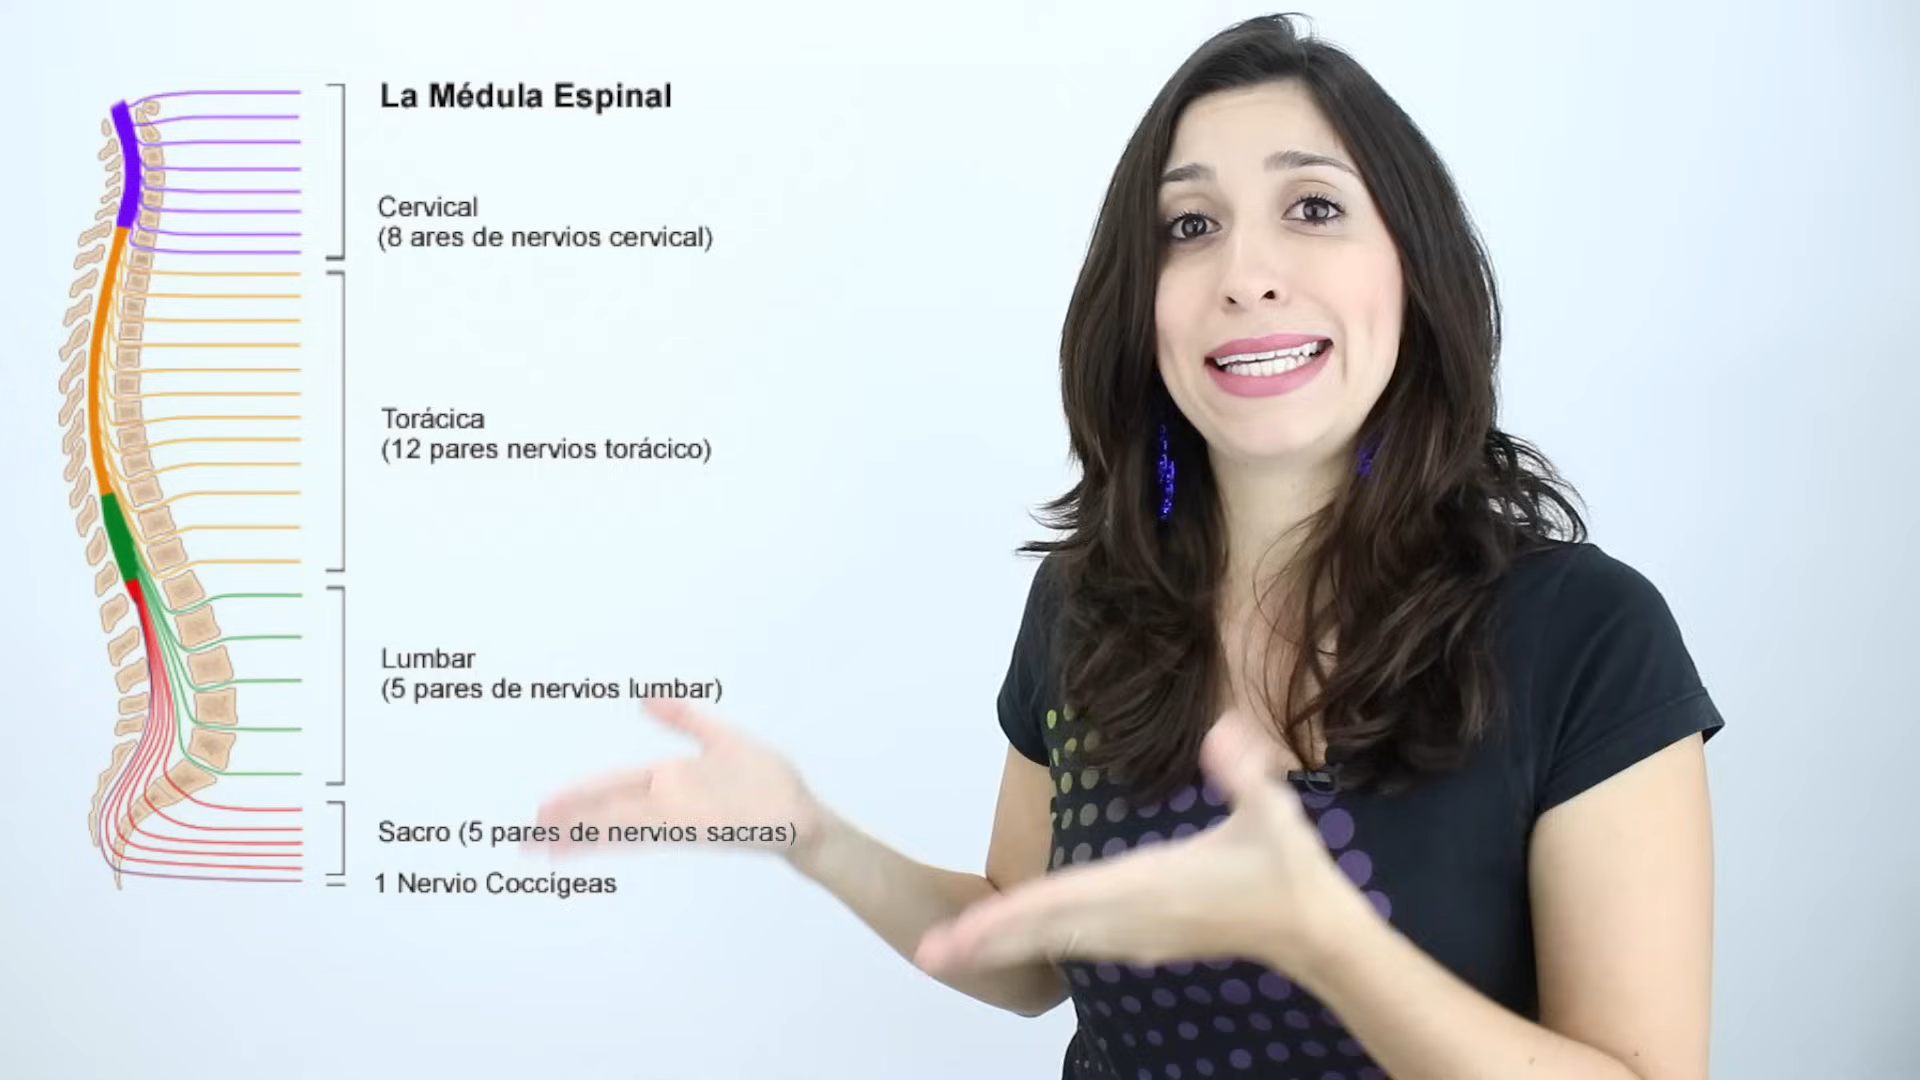 La Médula Espinal
Cervical
(8 ares de nervios cervical)
Torácica
(12 pares nervios torácico)
Lumbar
(5 pares de nervios lumbar)
Sacro (5 pares de nervios sacras)
1 Nervio Coccígeas